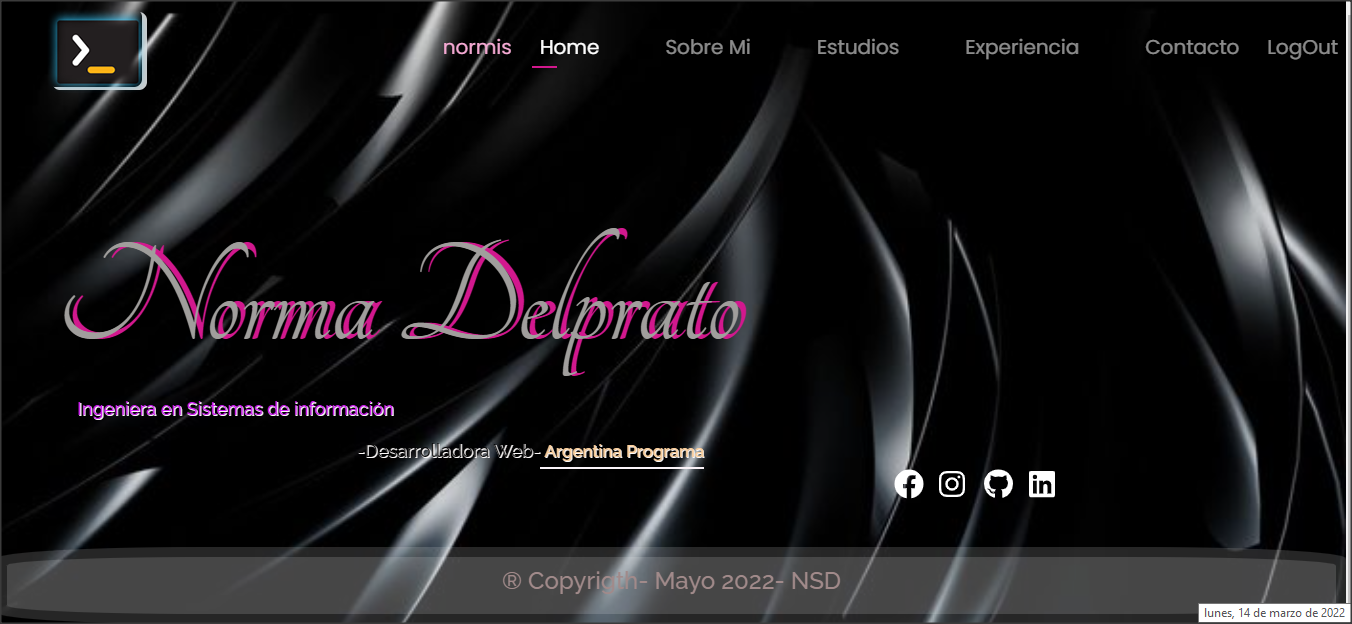 normis Home Sobre Mi Estudios Experiencia Contacto LogOut
Norma Delprato
Ingeniera en Sistemas de información
-Desarrolladora Web- Argentina Programa
® Copyrigth- Mayo 2022- NSD
lunes, 14 de marzo de 2022